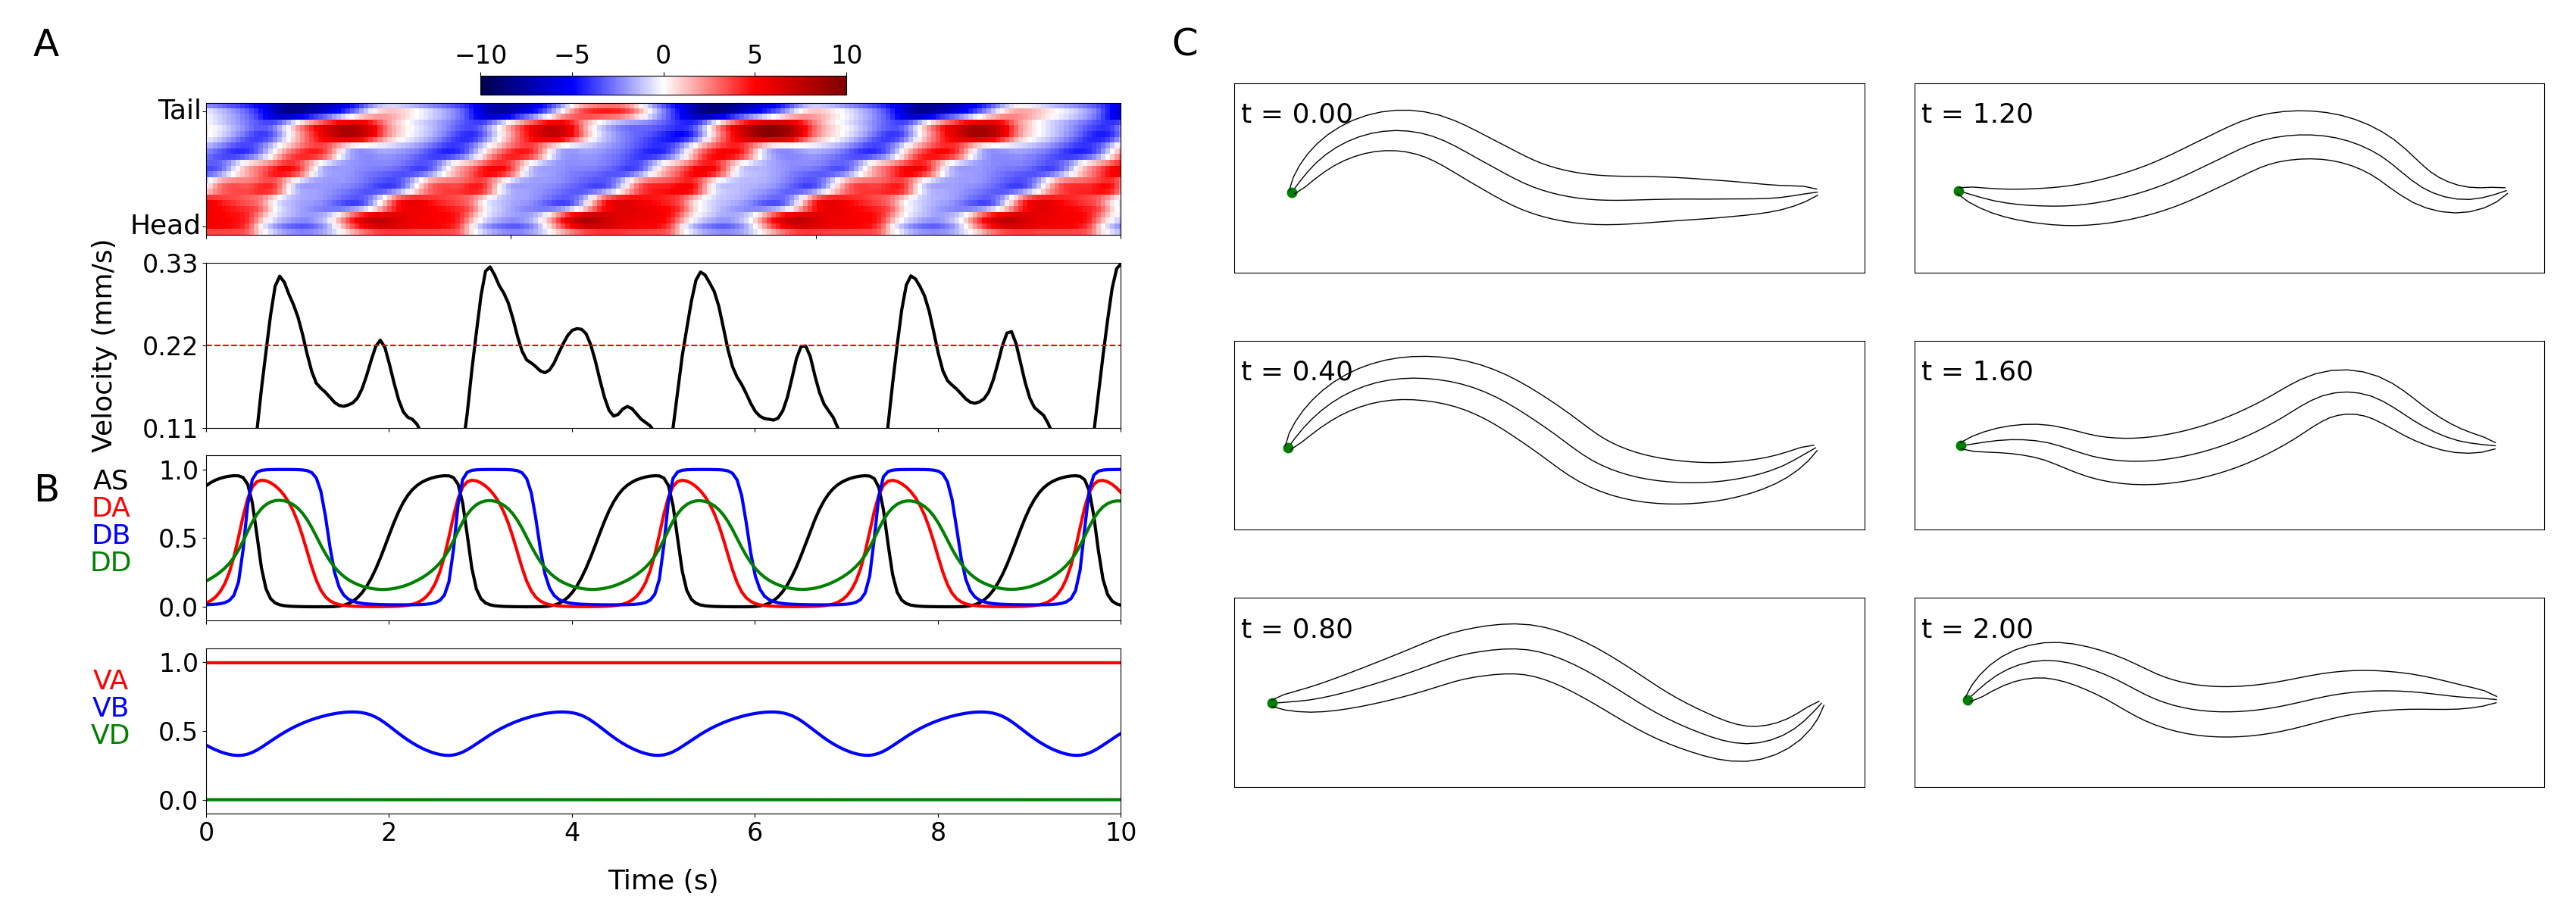 A
−10 −5 0 5 10
Tail
Head
Velocity (mm/s)
0.33
0.22
0.11
B
AS
DA
DB
DD
1.0
0.5
0.0
VA
VB
VD
1.0
0.5
0.0
0 2 4 6 8 10
Time (s)
C
t = 0.00
t = 1.20
t = 0.40
t = 1.60
t = 0.80
t = 2.00